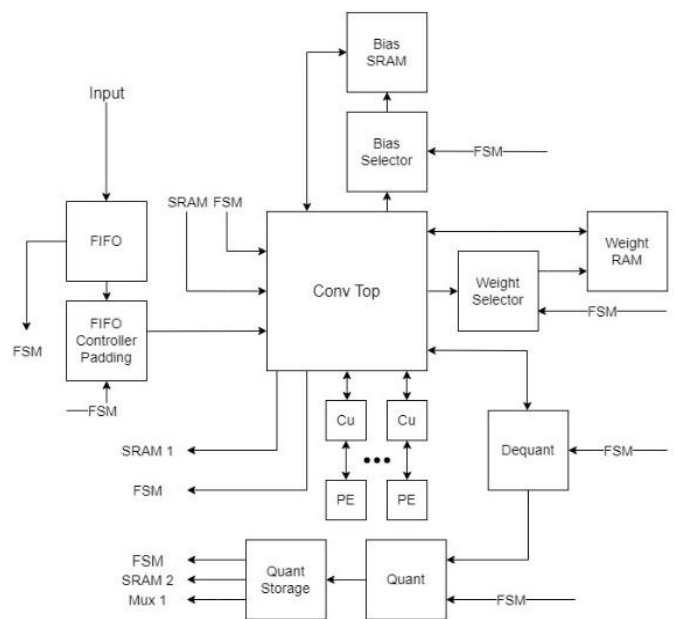 Bias
SRAM
Input
Bias
Selector
FSM
SRAM FSM
FIFO
Conv Top
Weight
RAM
Weight
Selector
FSM
FIFO
Controller
Padding
FSM
FSM
Cu
Cu
SRAM 1
Dequant
FSM
FSM
PE
PE
FSM
SRAM 2
Mux 1
Quant
Storage
Quant
FSM